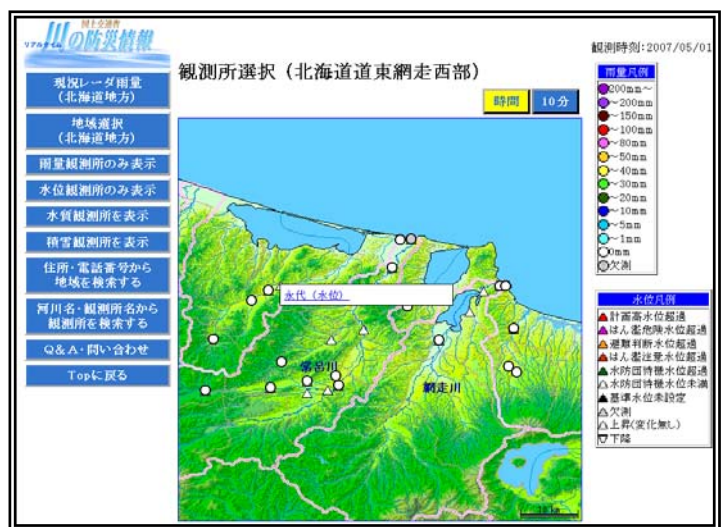 国土交通省
リアルタイム 川の防災情報
観測時刻:2007/05/01
観測所選択（北海道道東網走西部）
時間
10分
現況レーダ雨量
（北海道地方）
地域選択
（北海道地方）
雨量観測所のみ表示
水位観測所のみ表示
水質観測所を表示
積雪観測所を表示
住所・電話番号から
地域を検索する
河川名・観測所名から
観測所を検索する
Q&A・問い合わせ
Topに戻る
永代（水位）
常呂川
網走川
10 km
雨量凡例
200mm～
～200mm
～150mm
～100mm
～80mm
～50mm
～40mm
～30mm
～20mm
～10mm
～5mm
～1mm
0mm
欠測
水位凡例
計画高水位超過
はん濫危険水位超過
避難判断水位超過
はん濫注意水位超過
水防団待機水位超過
水防団待機水位未満
基準水位未設定
欠測
上昇(変化無し)
下降